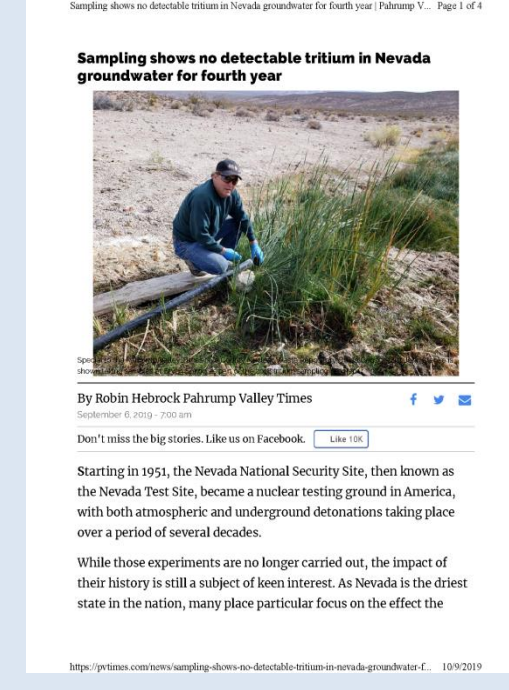 Sampling shows no detectable tritium in Nevada groundwater for fourth year | Pahrump V... Page 1 of 4
Sampling shows no detectable tritium in Nevada
groundwater for fourth year
By Robin Hebrock Pahrump Valley Times
September 6, 2019 - 7:00 am
Don't miss the big stories. Like us on Facebook. Like 10K
Starting in 1951, the Nevada National Security Site, then known as
the Nevada Test Site, became a nuclear testing ground in America,
with both atmospheric and underground detonations taking place
over a period of several decades.
While those experiments are no longer carried out, the impact of
their history is still a subject of keen interest. As Nevada is the driest
state in the nation, many place particular focus on the effect the
https://pvtimes.com/news/sampling-shows-no-detectable-tritium-in-nevada-groundwater-f... 10/9/2019